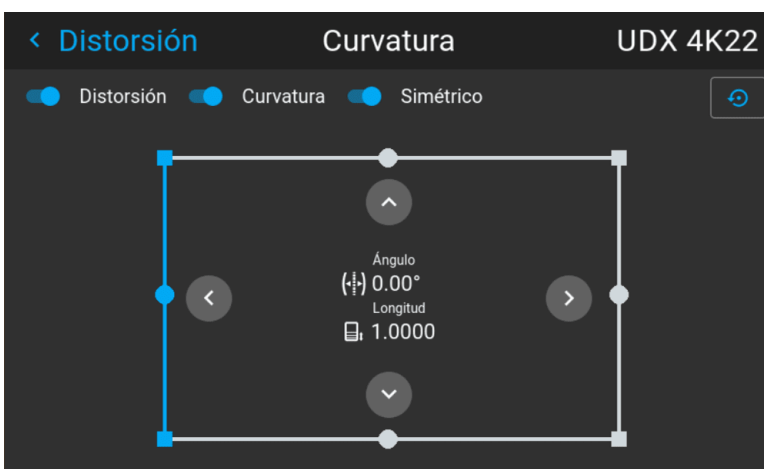 Distorsión
Curvatura
UDX 4K22
Distorsión
Curvatura
Simétrico
Ángulo
0.00°
Longitud
1.0000